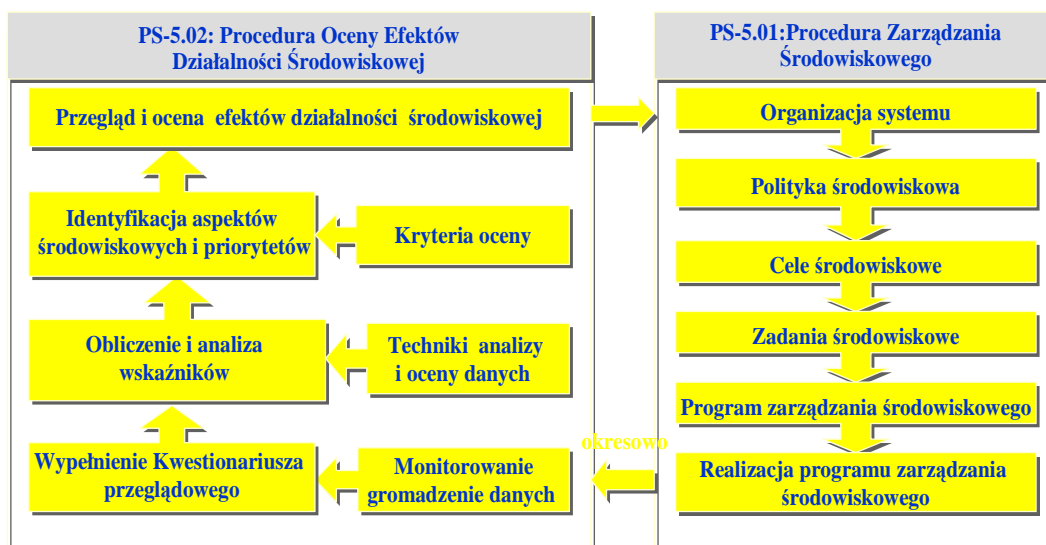 PS-5.02: Procedura Oceny Efektów
Działalności Środowiskowej
Przegląd i ocena efektów działalności środowiskowej
Identyfikacja aspektów
środowiskowych i priorytetów
Kryteria oceny
Obliczenie i analiza
wskaźników
Techniki analizy
i oceny danych
Wypełnienie Kwestionariusza
przeglądowego
Monitorowanie
gromadzenie danych
okresowo
PS-5.01:Procedura Zarządzania
Środowiskowego
Organizacja systemu
Polityka środowiskowa
Cele środowiskowe
Zadania środowiskowe
Program zarządzania środowiskowego
Realizacja programu zarządzania
środowiskowego